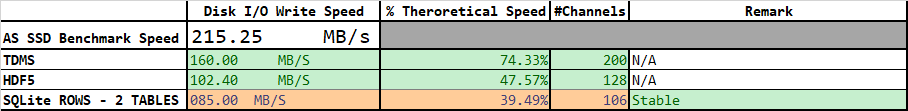 Disk I/O Write Speed % Theroretical Speed #Channels Remark
AS SSD Benchmark Speed 215.25 MB/s
TDMS 160.00 MB/S 74.33% 200 N/A
HDF5 102.40 MB/S 47.57% 128 N/A
SQLite ROWS - 2 TABLES 085.00 MB/S 39.49% 106 Stable